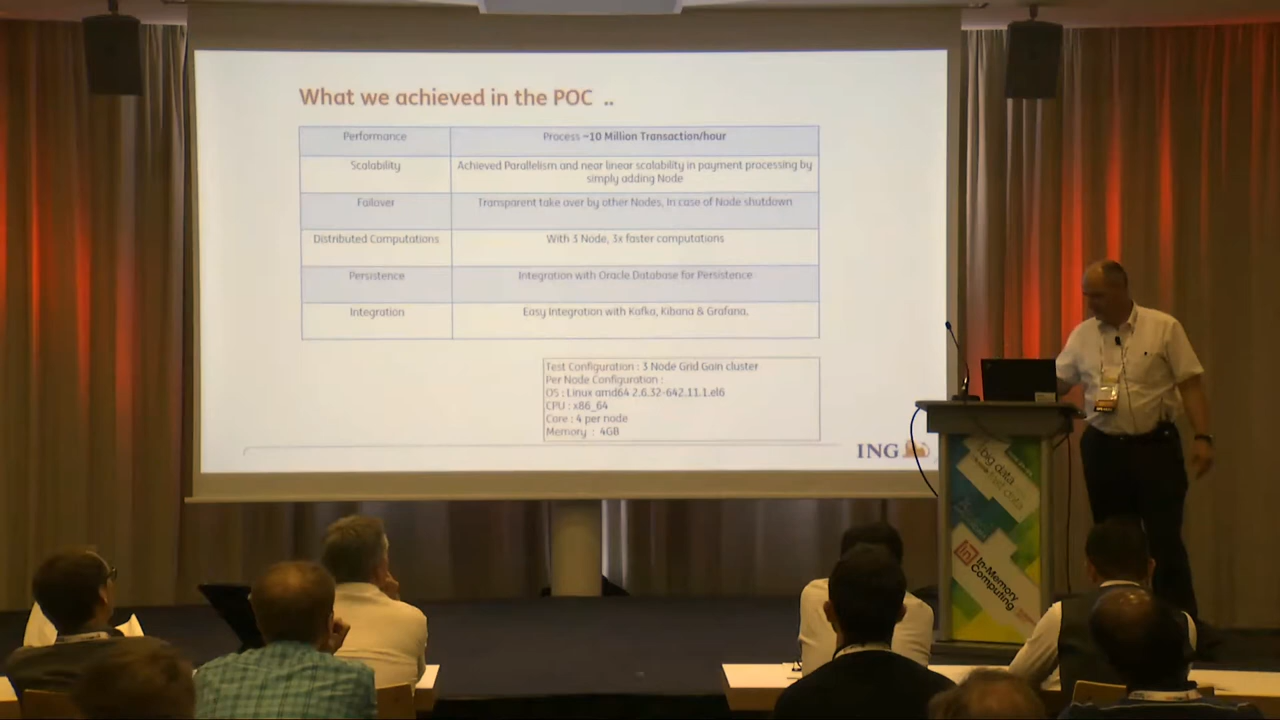 What we achieved in the POC ..
Performance
Process ~10 Million Transaction/hour
Scalability
Achieved Parallelism and near linear scalability in payment processing by
simply adding Node
Failover
Transparent take over by other Nodes, In case of Node shutdown
Distributed Computations
With 3 Node, 3x faster computations
Persistence
Integration with Oracle Database for Persistence
Integration
Easy Integration with Kafka, Kibana & Grafana.
Test Configuration : 3 Node Grid Gain cluster
Per Node Configuration :
OS : Linux amd64 2.6.32-642.11.1.el6
CPU : x86_64
Core : 4 per node
Memory : 4GB
ING
big data
fast data
In-Memory
Computing